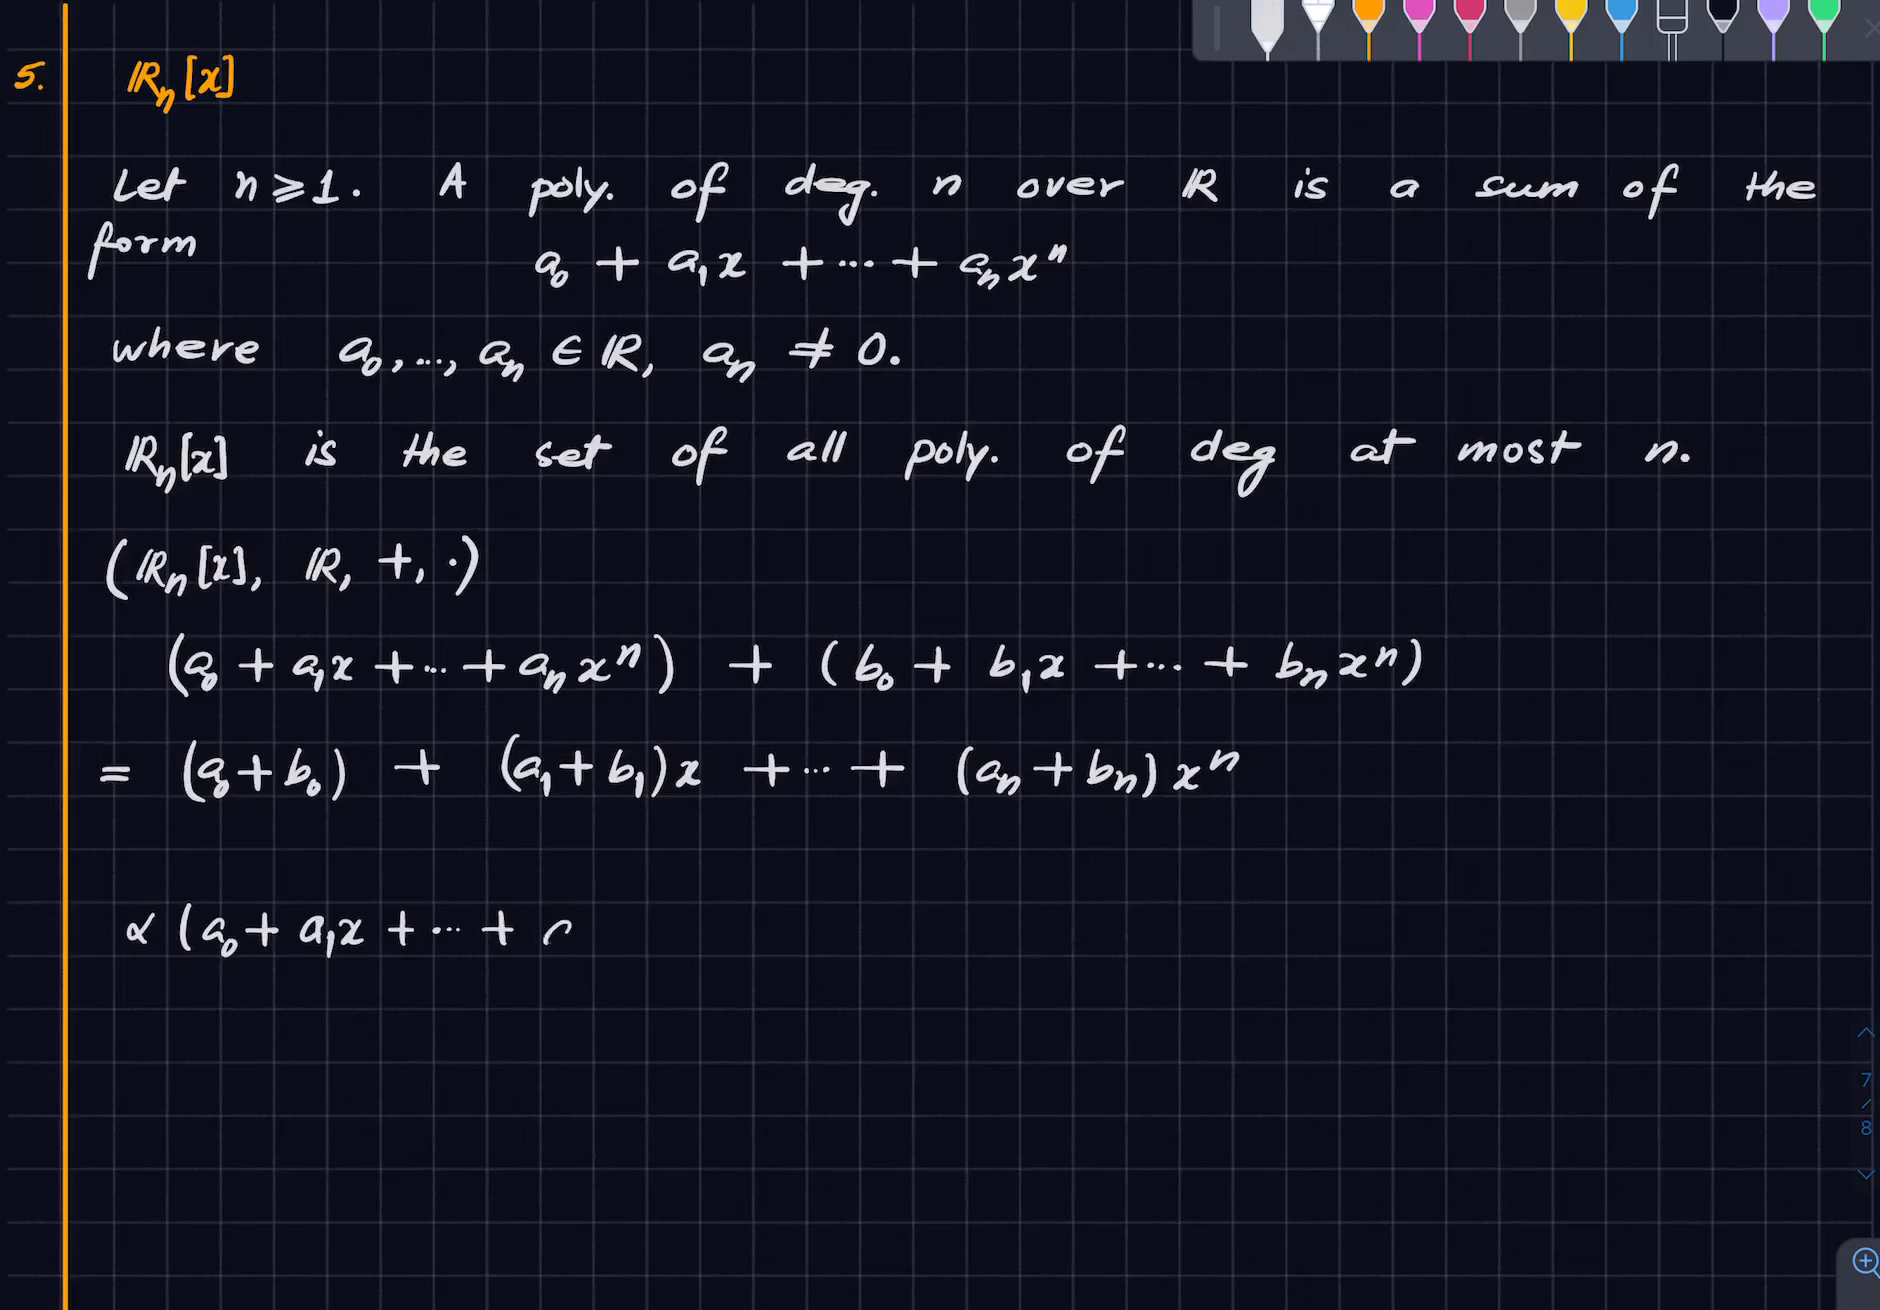 5. ℝₙ[x]
Let n ≥ 1. A poly. of deg. n over ℝ is a sum of the
form
a₀ + a₁x + ... + aₙxⁿ
where a₀, ..., aₙ ∈ ℝ, aₙ ≠ 0.
ℝₙ[x] is the set of all poly. of deg at most n.
(ℝₙ[x], ℝ, +, ·)
(a₀ + a₁x + ... + aₙxⁿ) + (b₀ + b₁x + ... + bₙxⁿ)
= (a₀+b₀) + (a₁+b₁)x + ... + (aₙ+bₙ)xⁿ
α(a₀ + a₁x + ... +
7
/
8